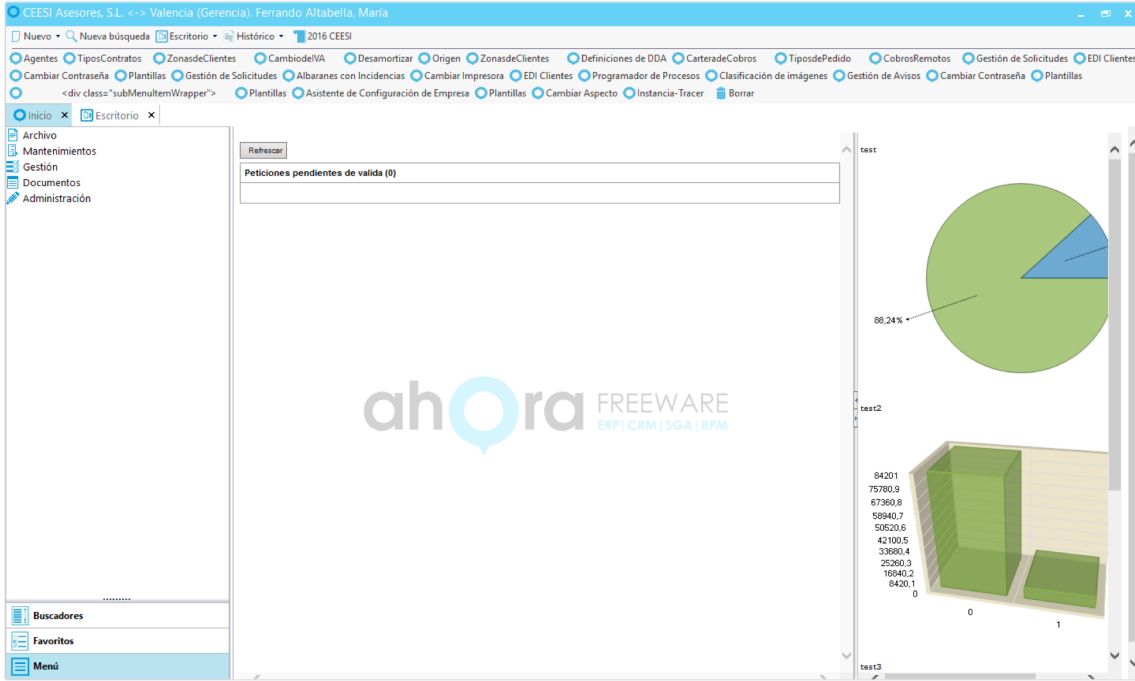 CEESI Asesores, S.L. <-> Valencia (Gerencia). Ferrando Altabella, María
Nuevo Nueva búsqueda Escritorio Histórico 2016 CEESI
Agentes TiposContratos ZonasdeClientes CambiodeIVA Desamortizar Origen ZonasdeClientes Definiciones de DDA CarteradeCobros TiposdePedido CobrosRemotos Gestión de Solicitudes EDI Clientes
Cambiar Contraseña Plantillas Gestión de Solicitudes Albaranes con Incidencias Cambiar Impresora EDI Clientes Programador de Procesos Clasificación de imágenes Gestión de Avisos Cambiar Contraseña Plantillas
<div class="subMenuItemWrapper"> Plantillas Asistente de Configuración de Empresa Plantillas Cambiar Aspecto Instancia-Tracer Borrar
Inicio Escritorio
Archivo
Mantenimientos
Gestión
Documentos
Administración
Buscadores
Favoritos
Menú
Refrescar
Peticiones pendientes de valida (0)
ahora FREEWARE
ERP|CRM|SGA|BPM
test
88,24%
test2
84201
75780,9
67360,8
58940,7
50520,6
42100,5
33680,4
25260,3
16840,2
8420,1
0
0
1
test3